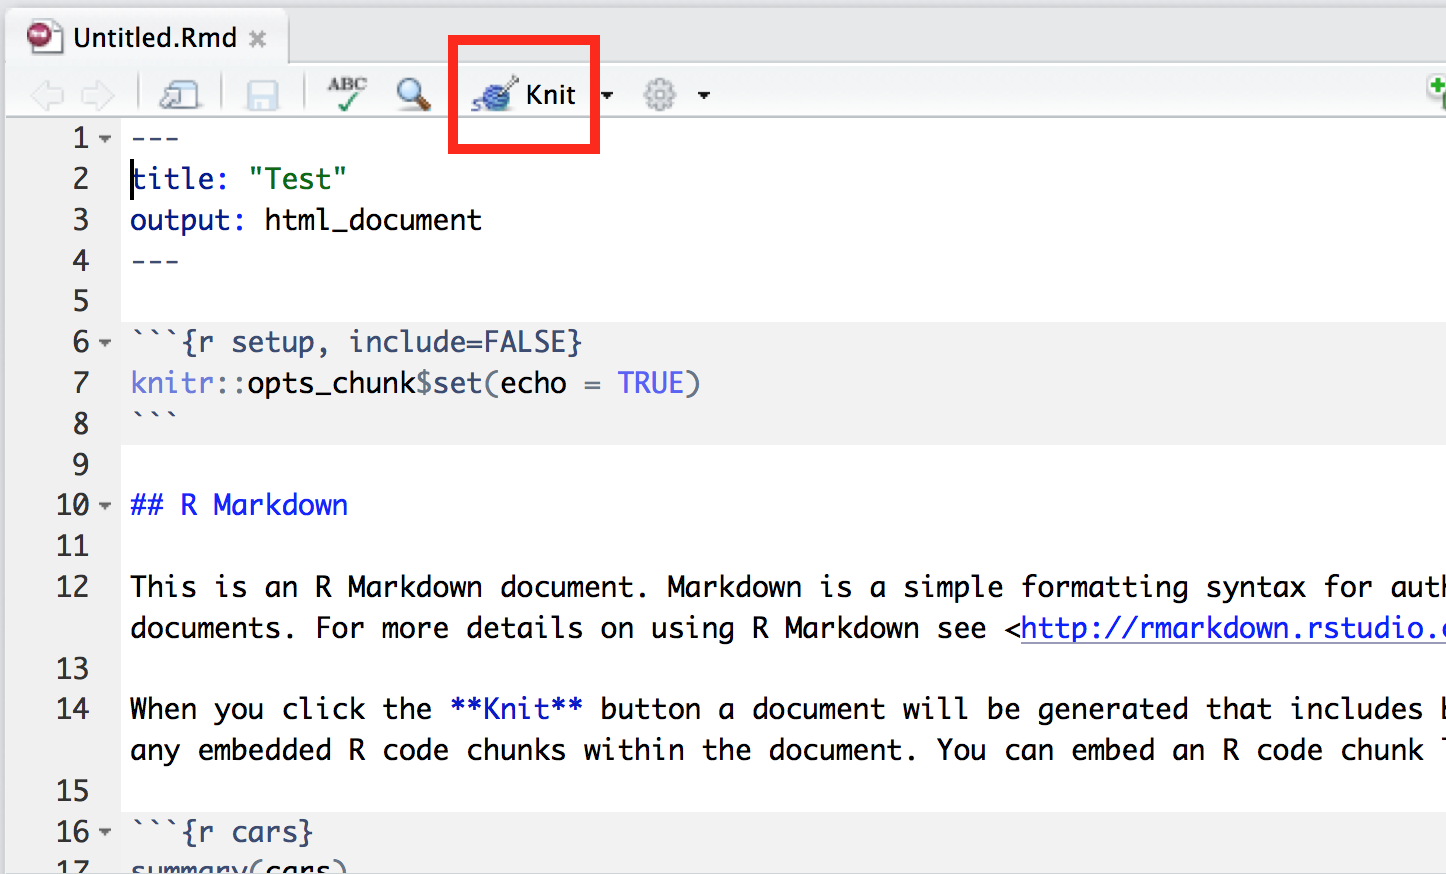 Untitled.Rmd
ABC Knit
1 ---
2 title: "Test"
3 output: html_document
4 ---
5
6 ```{r setup, include=FALSE}
7 knitr::opts_chunk$set(echo = TRUE)
8 ```
9
10 ## R Markdown
11
12 This is an R Markdown document. Markdown is a simple formatting syntax for
documents. For more details on using R Markdown see <http://rmarkdown.rstudio.
13
14 When you click the **Knit** button a document will be generated that includes
any embedded R code chunks within the document. You can embed an R code chunk
15
16 ```{r cars}
17 summary(cars)